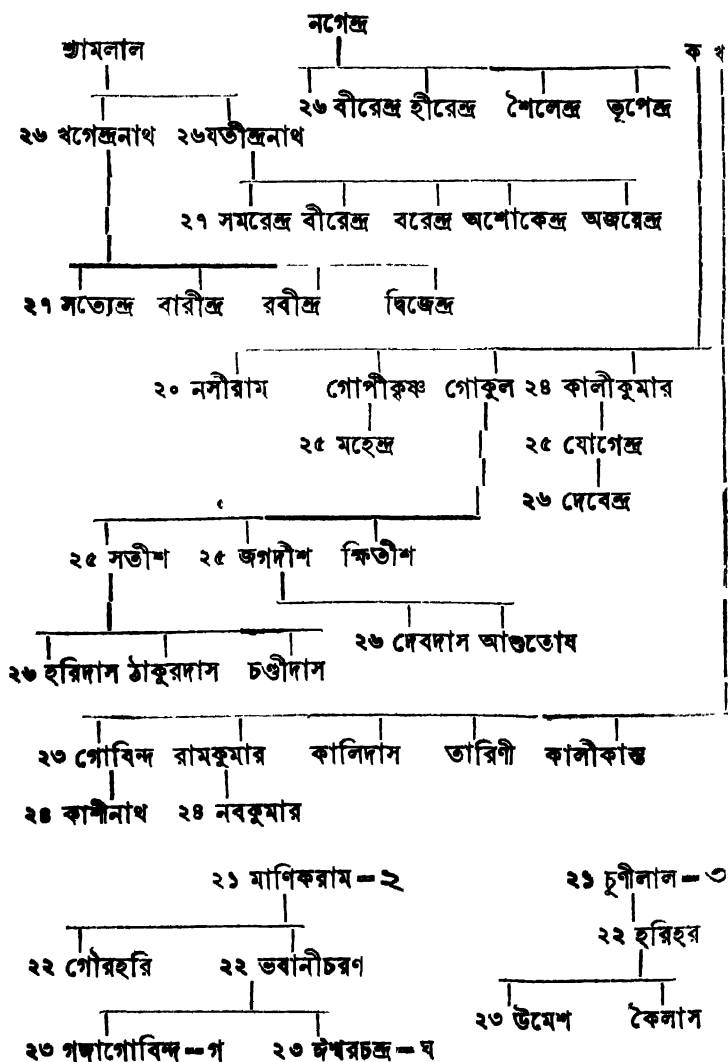 নগেন্দ্র
শ্যামলাল ক খ
২৬ বীরেন্দ্র হীরেন্দ্র শৈলেন্দ্র ভূপেন্দ্র
২৬ খগেন্দ্রনাথ ২৬যতীন্দ্রনাথ
২৭ সমরেন্দ্র বীরেন্দ্র বরেন্দ্র অশোকেন্দ্র অজয়েন্দ্র
২৭ সত্যেন্দ্র বারীন্দ্র রবীন্দ্র দ্বিজেন্দ্র
২০ নসীরাম গোপীকৃষ্ণ গোকুল ২৪ কালীকুমার
২৫ মহেন্দ্র ২৫ যোগেন্দ্র
২৬ দেবেন্দ্র
২৫ সতীশ ২৫ জগদীশ ক্ষিতীশ
২৬ দেবদাস আশুতোষ
২৬ হরিদাস ঠাকুরদাস চণ্ডীদাস
২৩ গোবিন্দ রামকুমার কালিদাস তারিণী কালীকান্ত
২৪ কাশীনাথ ২৪ নবকুমার
২১ মাণিকরাম=২ ২১ চূণীলাল=৩
২২ হরিহর
২২ গৌরহরি ২২ ভবানীচরণ
২৩ উমেশ কৈলাস
২৩ গঙ্গাগোবিন্দ=গ ২৩ ঈশ্বরচন্দ্র=ঘ